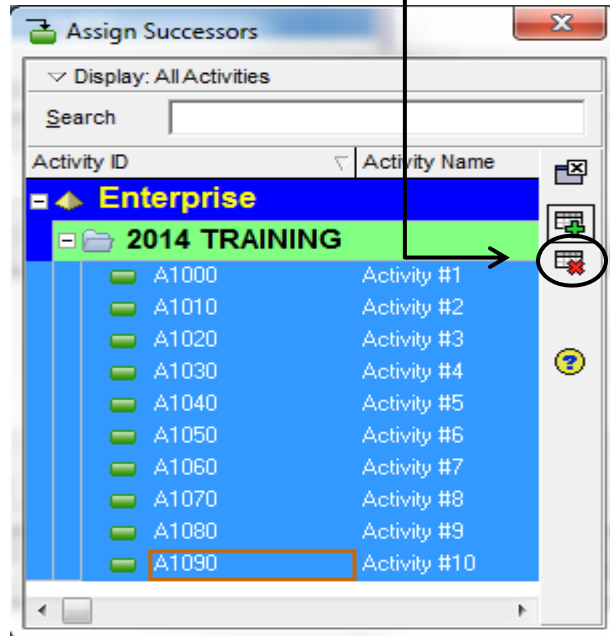 Assign Successors
Display: All Activities
Search
Activity ID Activity Name
Enterprise
2014 TRAINING
A1000 Activity #1
A1010 Activity #2
A1020 Activity #3
A1030 Activity #4
A1040 Activity #5
A1050 Activity #6
A1060 Activity #7
A1070 Activity #8
A1080 Activity #9
A1090 Activity #10